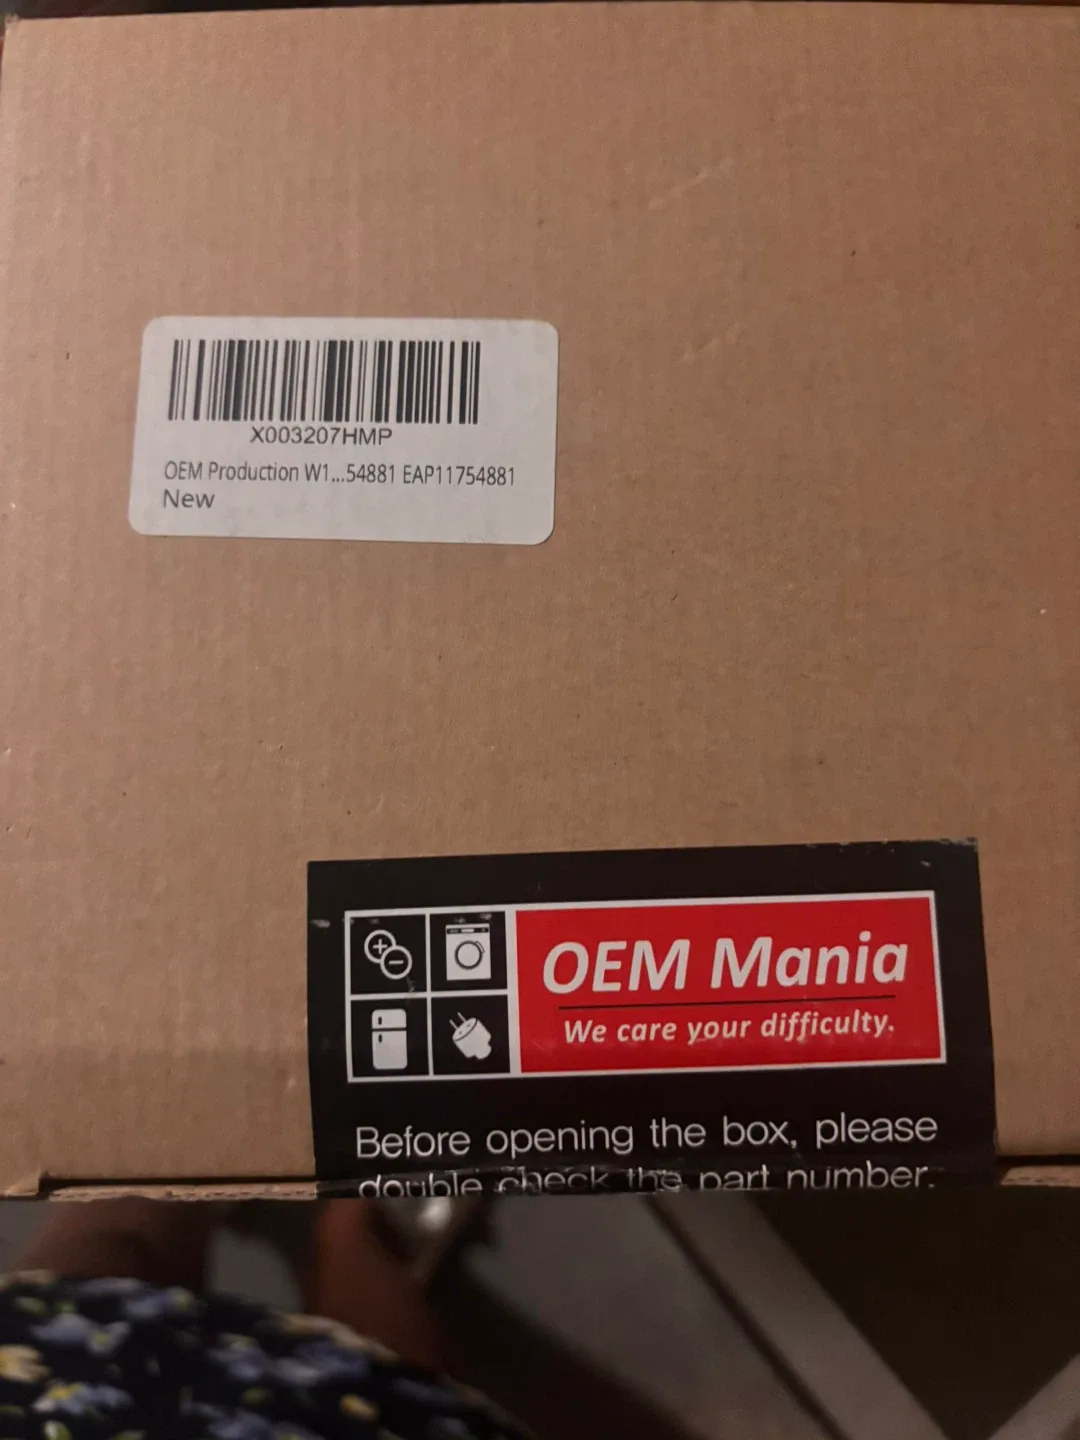 X003207HMP
OEM Production W1...54881 EAP11754881
New
OEM Mania
We care your difficulty.
Before opening the box, please
double check the part number.